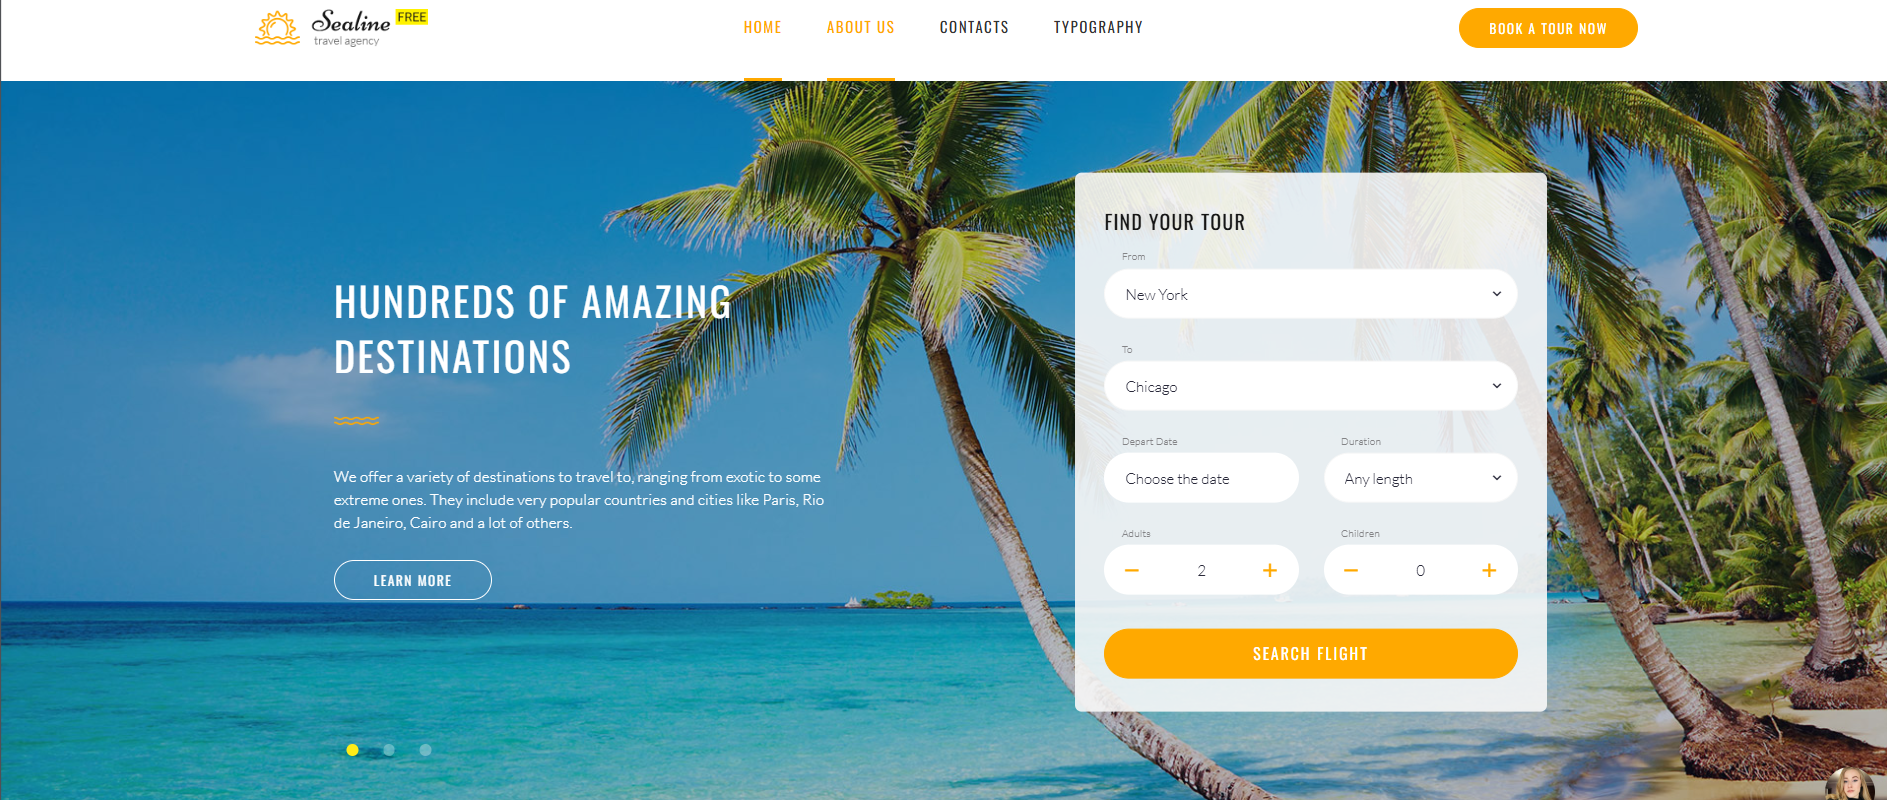 Sealine FREE
travel agency
HOME ABOUT US CONTACTS TYPOGRAPHY
BOOK A TOUR NOW
HUNDREDS OF AMAZING
DESTINATIONS
We offer a variety of destinations to travel to, ranging from exotic to some
extreme ones. They include very popular countries and cities like Paris, Rio
de Janeiro, Cairo and a lot of others.
LEARN MORE
FIND YOUR TOUR
From
New York
To
Chicago
Depart Date Duration
Choose the date Any length
Adults Children
− 2 + − 0 +
SEARCH FLIGHT